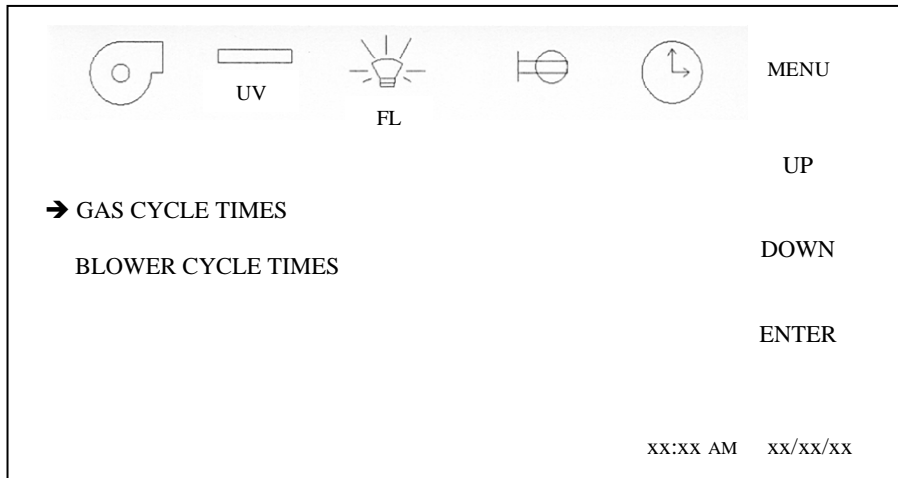 MENU
UV
FL
UP
➔ GAS CYCLE TIMES
DOWN
BLOWER CYCLE TIMES
ENTER
xx:xx AM xx/xx/xx